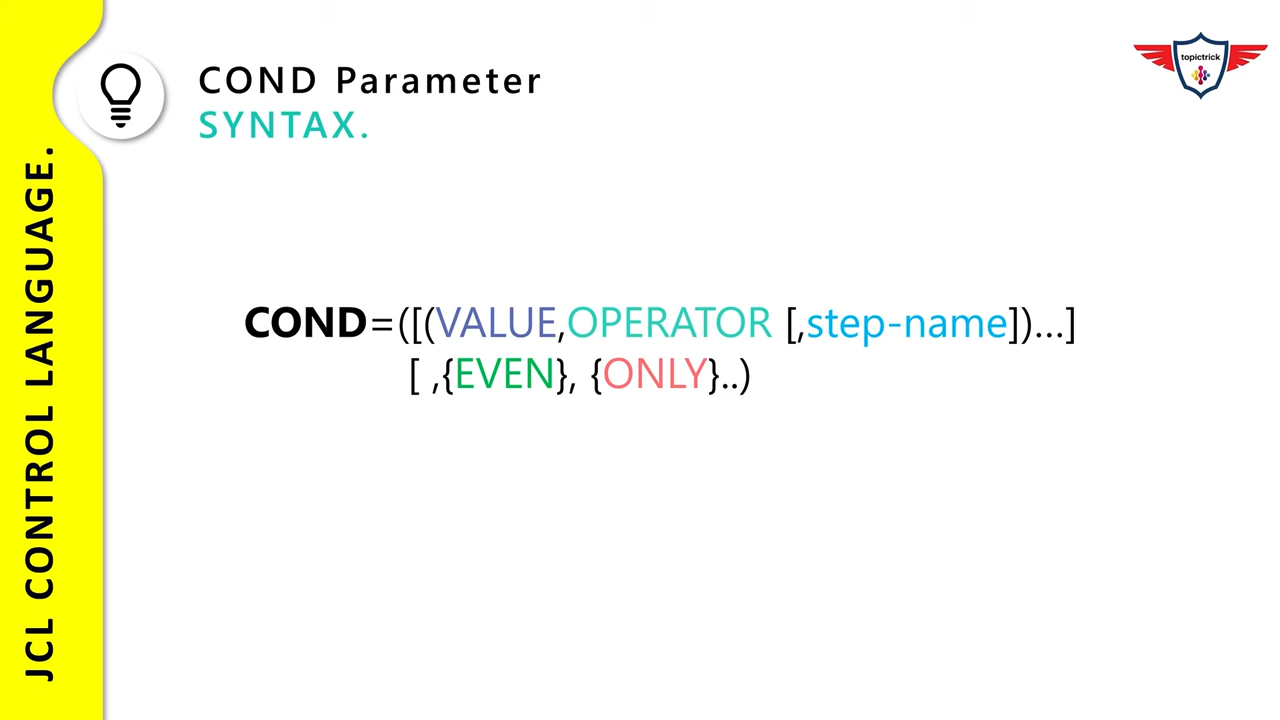 COND Parameter
SYNTAX.
topictrick
JCL CONTROL LANGUAGE.
COND=([(VALUE,OPERATOR [,step-name])...]
[ ,{EVEN}, {ONLY}..)